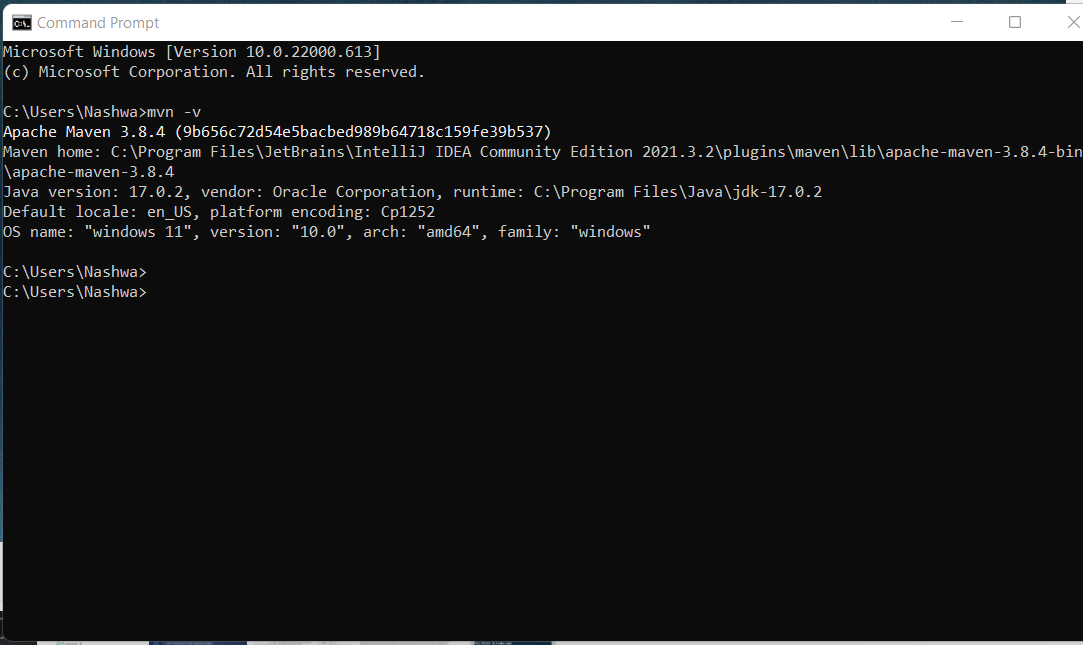 Command Prompt
Microsoft Windows [Version 10.0.22000.613]
(c) Microsoft Corporation. All rights reserved.
C:\Users\Nashwa>mvn -v
Apache Maven 3.8.4 (9b656c72d54e5bacbed989b64718c159fe39b537)
Maven home: C:\Program Files\JetBrains\IntelliJ IDEA Community Edition 2021.3.2\plugins\maven\lib\apache-maven-3.8.4-bin
\apache-maven-3.8.4
Java version: 17.0.2, vendor: Oracle Corporation, runtime: C:\Program Files\Java\jdk-17.0.2
Default locale: en_US, platform encoding: Cp1252
OS name: "windows 11", version: "10.0", arch: "amd64", family: "windows"
C:\Users\Nashwa>
C:\Users\Nashwa>